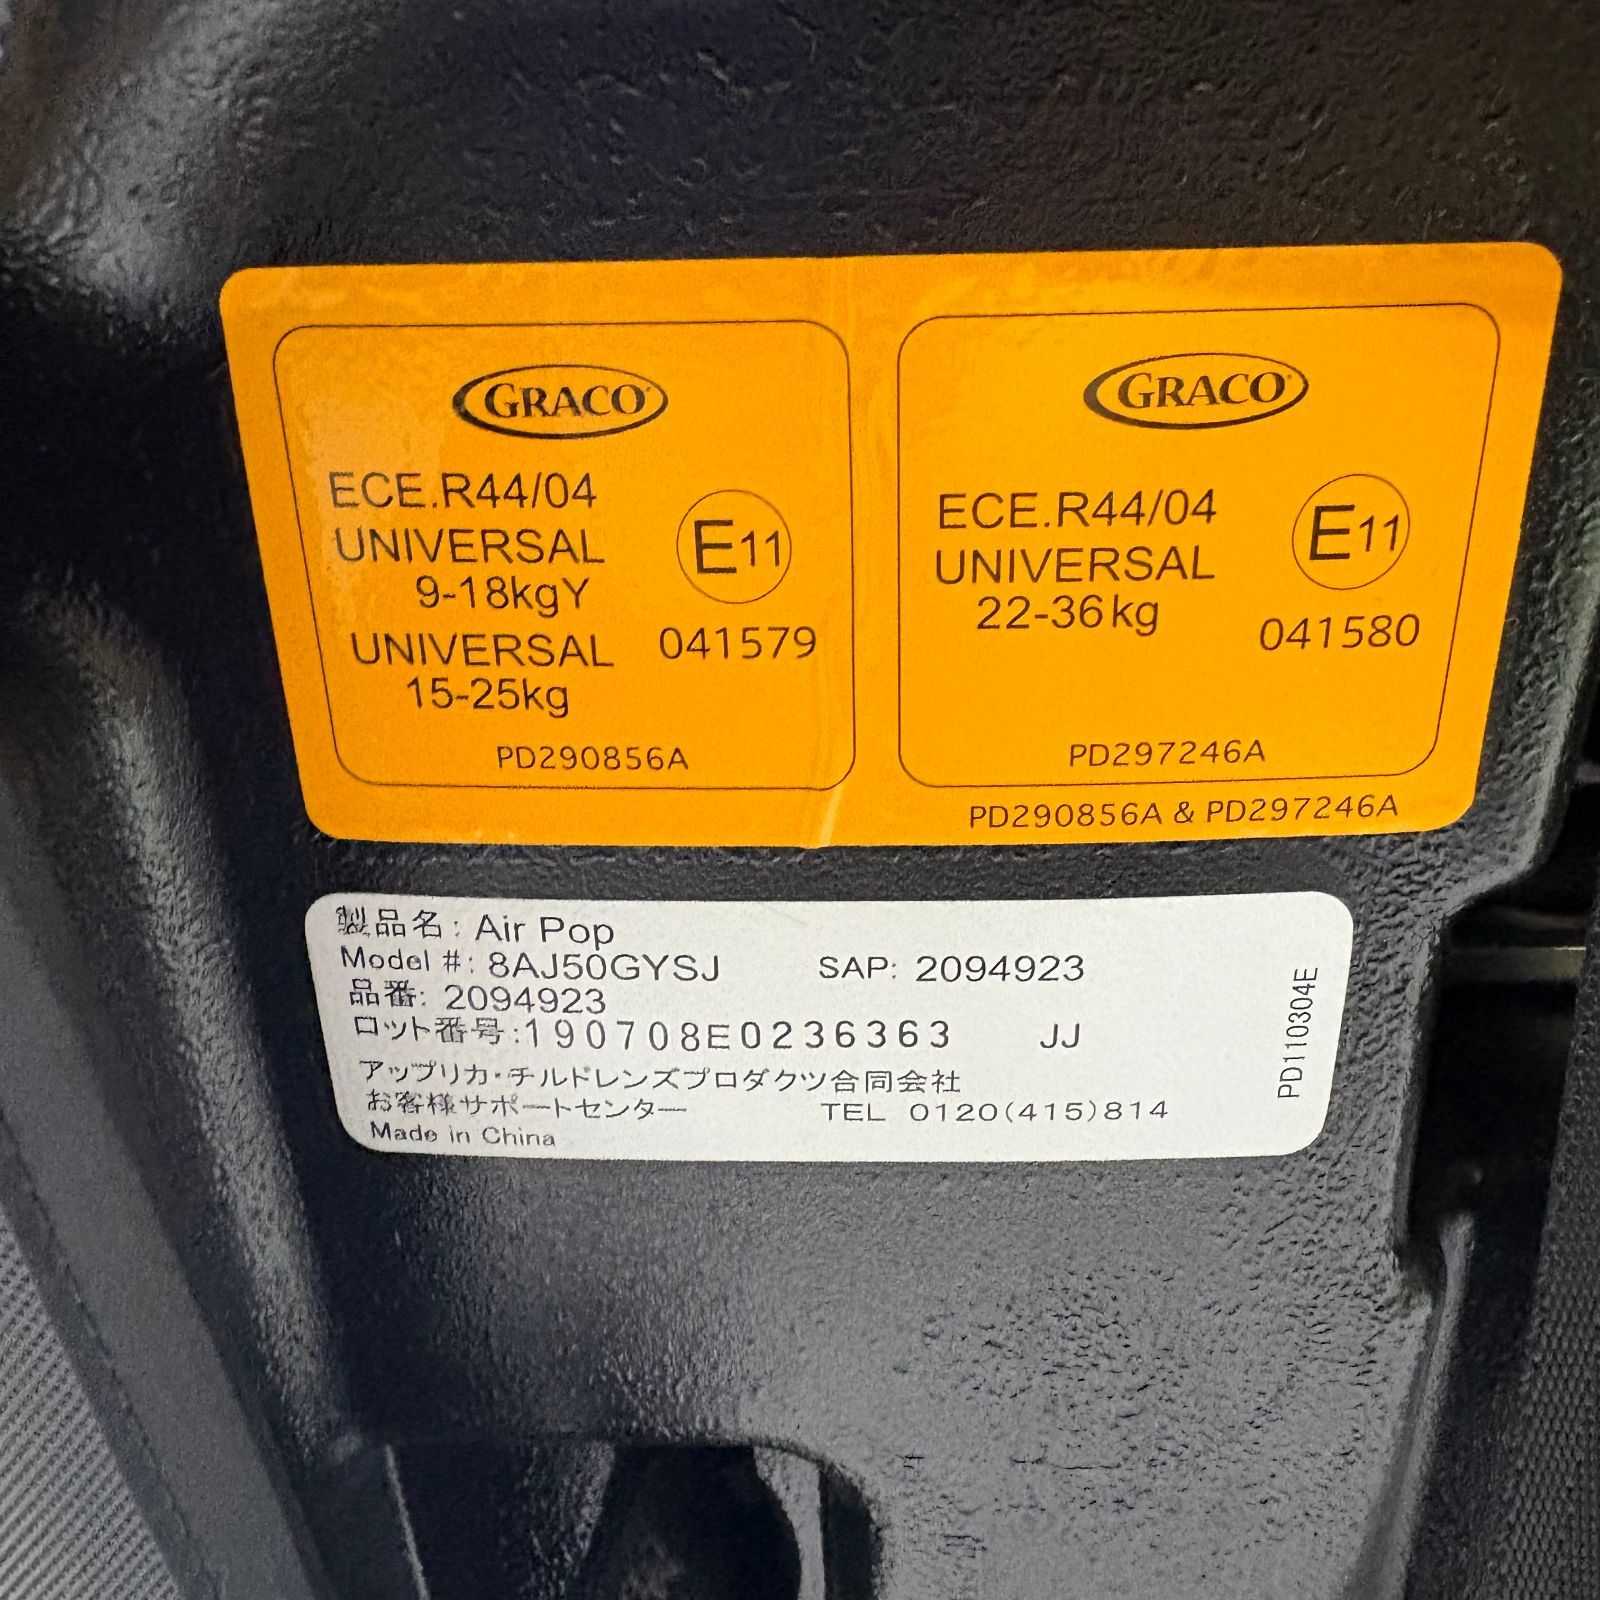 GRACO
ECE.R44/04
UNIVERSAL
9-18kgY
UNIVERSAL
15-25kg
E11
041579
PD290856A
GRACO
ECE.R44/04
UNIVERSAL
22-36kg
E11
041580
PD297246A
PD290856A & PD297246A
製品名: Air Pop
Model #: 8AJ50GYSJ SAP: 2094923
品番: 2094923
ロット番号:190708E0236363 JJ
アップリカ・チルドレンズプロダクツ合同会社
お客様サポートセンター TEL 0120(415)814
Made in China
PD110304E